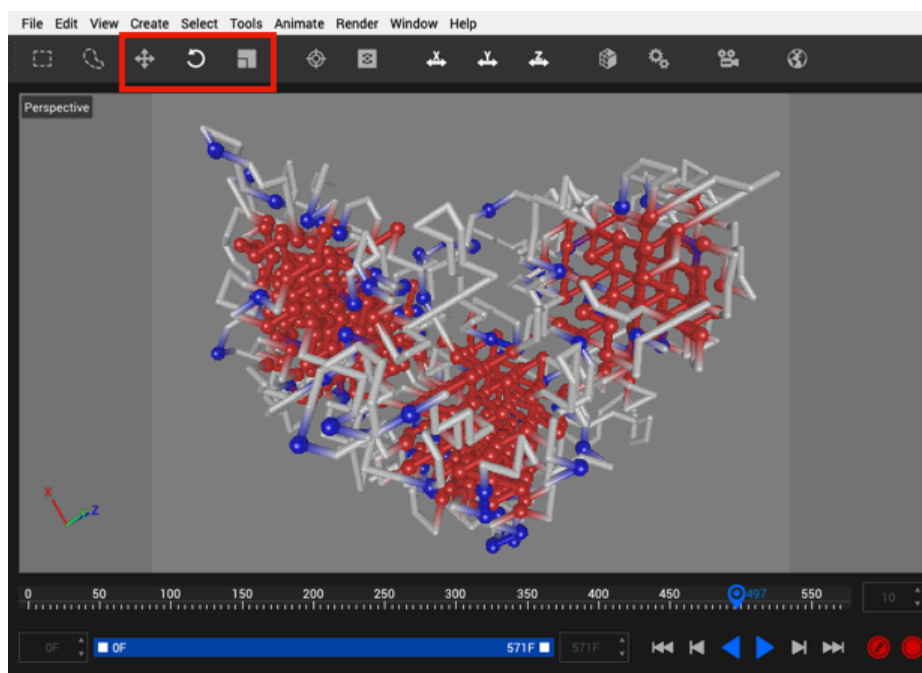 File Edit View Create Select Tools Animate Render Window Help
X Y Z
Perspective
X
Y Z
0 50 100 150 200 250 300 350 400 450 497 550
10
0F 0F 571F 571F